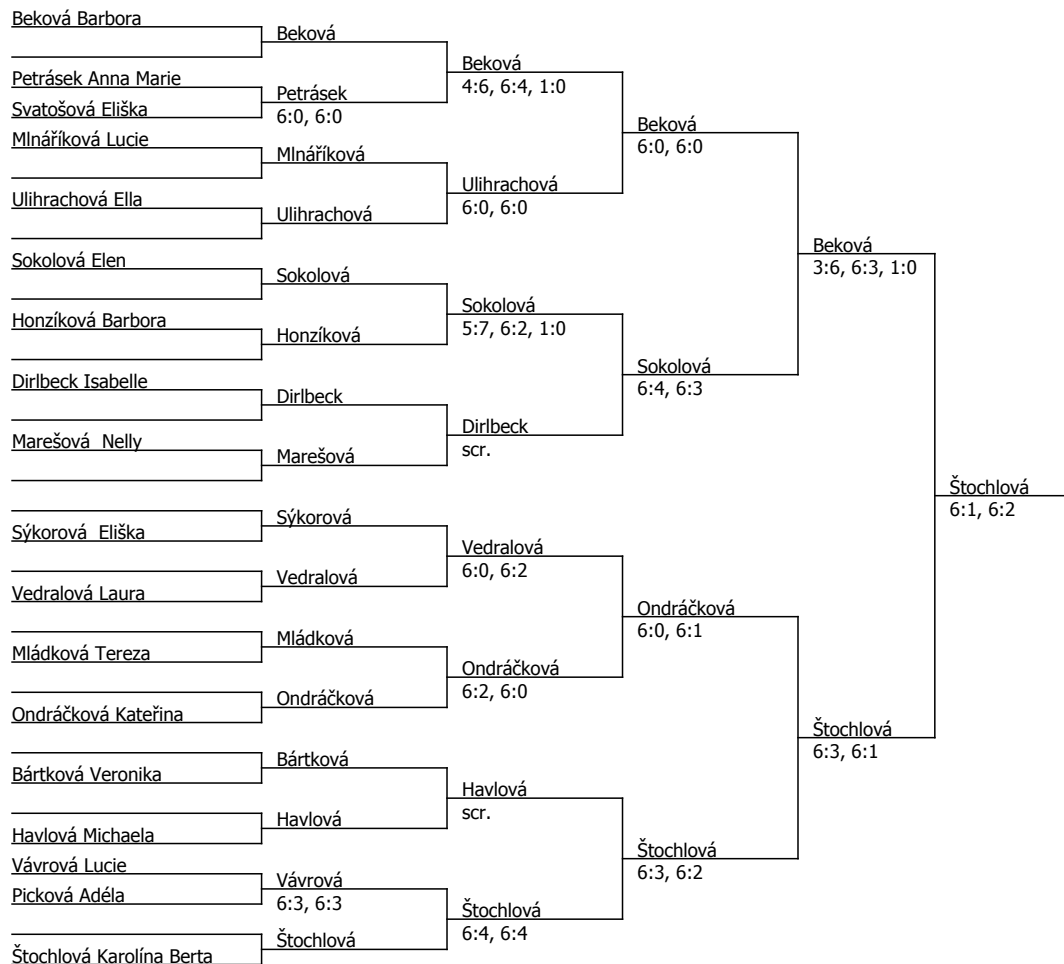 Beková Barbora
Petrásek Anna Marie
Svatošová Eliška
Mlnáříková Lucie
Ulihrachová Ella
Sokolová Elen
Honzíková Barbora
Dirlbeck Isabelle
Marešová  Nelly
Sýkorová  Eliška
Vedralová Laura
Mládková Tereza
Ondráčková Kateřina
Bártková Veronika
Havlová Michaela
Vávrová Lucie
Picková Adéla
Štochlová Karolína Berta
Beková
Petrásek
6:0, 6:0
Mlnáříková
Ulihrachová
Sokolová
Honzíková
Dirlbeck
Marešová
Sýkorová
Vedralová
Mládková
Ondráčková
Bártková
Havlová
Vávrová
6:3, 6:3
Štochlová
Beková
4:6, 6:4, 1:0
Ulihrachová
6:0, 6:0
Sokolová
5:7, 6:2, 1:0
Dirlbeck
scr.
Vedralová
6:0, 6:2
Ondráčková
6:2, 6:0
Havlová
scr.
Štochlová
6:4, 6:4
Beková
6:0, 6:0
Sokolová
6:4, 6:3
Ondráčková
6:0, 6:1
Štochlová
6:3, 6:2
Beková
3:6, 6:3, 1:0
Štochlová
6:3, 6:1
Štochlová
6:1, 6:2